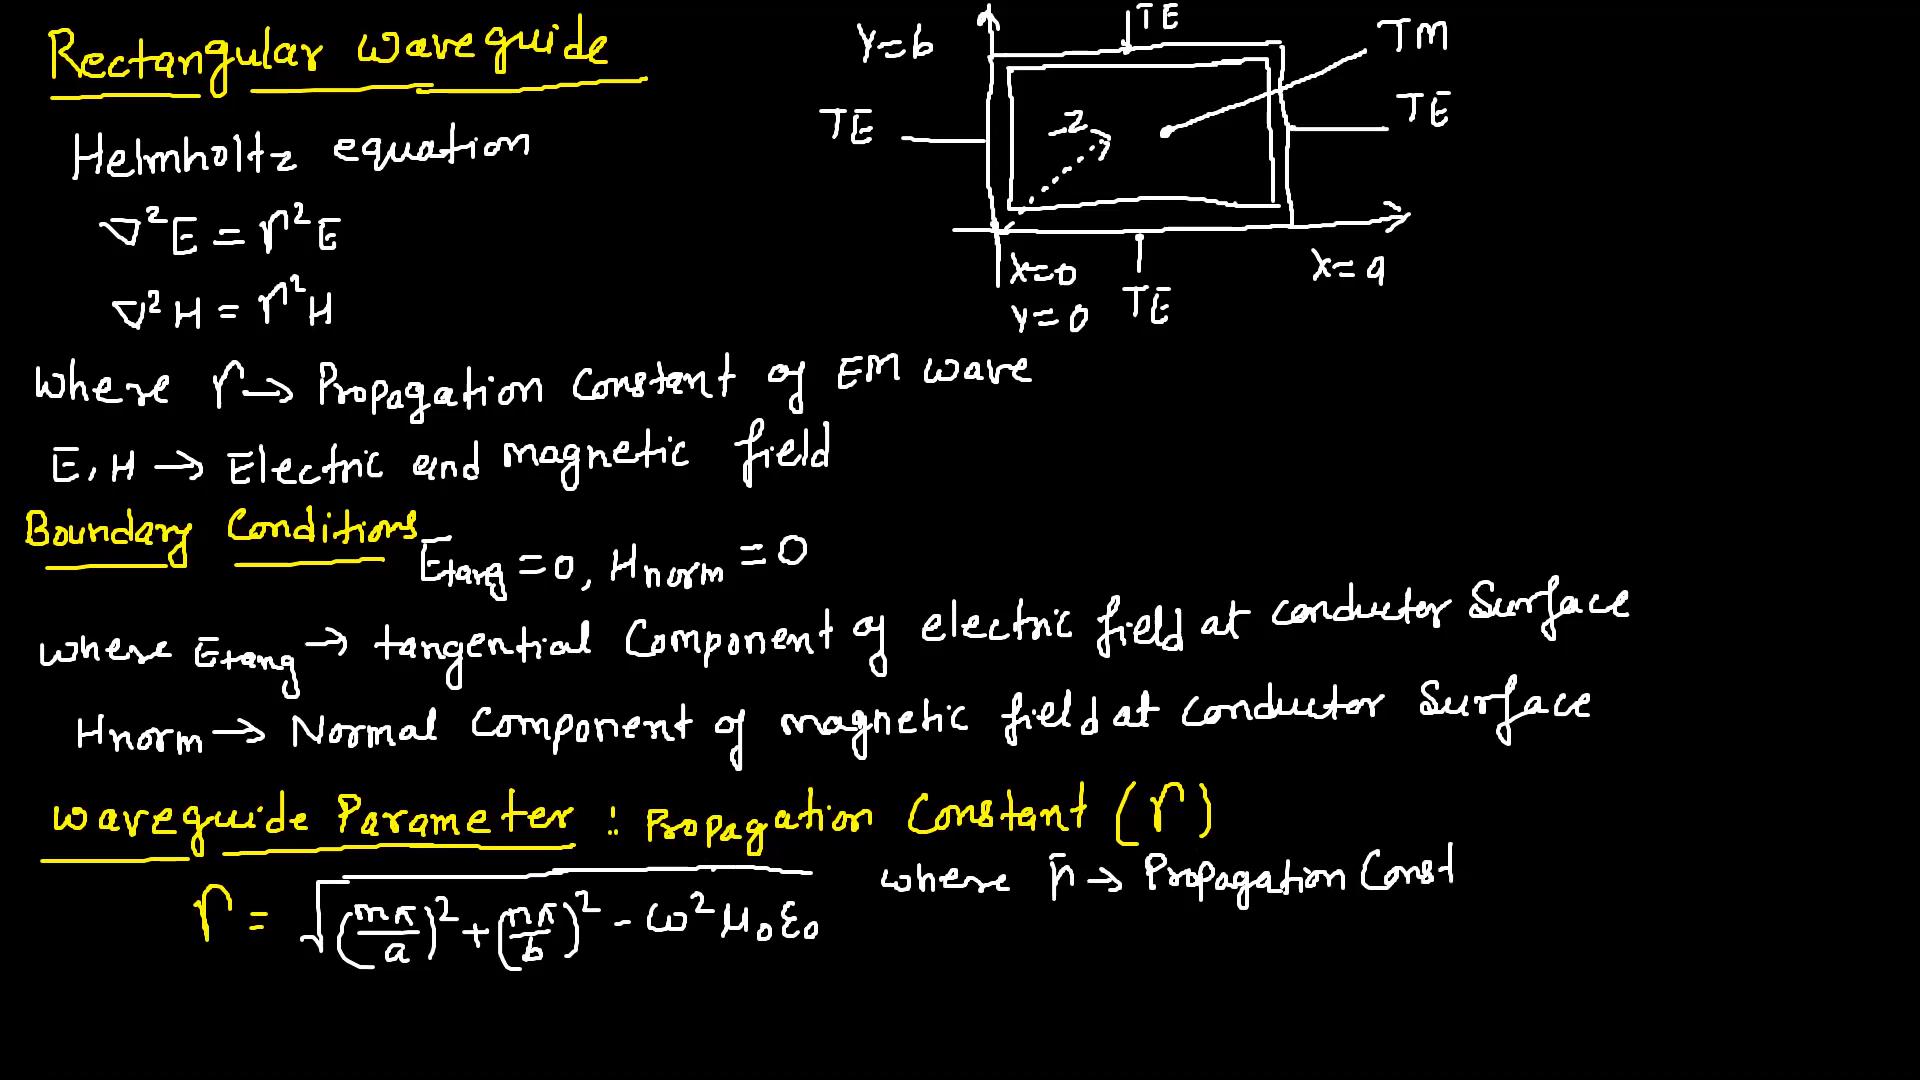 Rectangular waveguide
Helmholtz equation
∇²E = r²E
∇²H = r²H
Y=b
TE
TM
TE
TE
-z
X=0
Y=0
TE
X=a
where r→ Propagation Constant of EM wave
E, H → Electric and magnetic field
Boundary Conditions
Etang = 0, Hnorm = 0
where Etang → tangential component of electric field at conductor surface
Hnorm → Normal component of magnetic field at conductor surface
waveguide Parameter : Propagation Constant (r)
r = √(mπ/a)² + (nπ/b)² - ω²μ₀ε₀
where r → Propagation Const